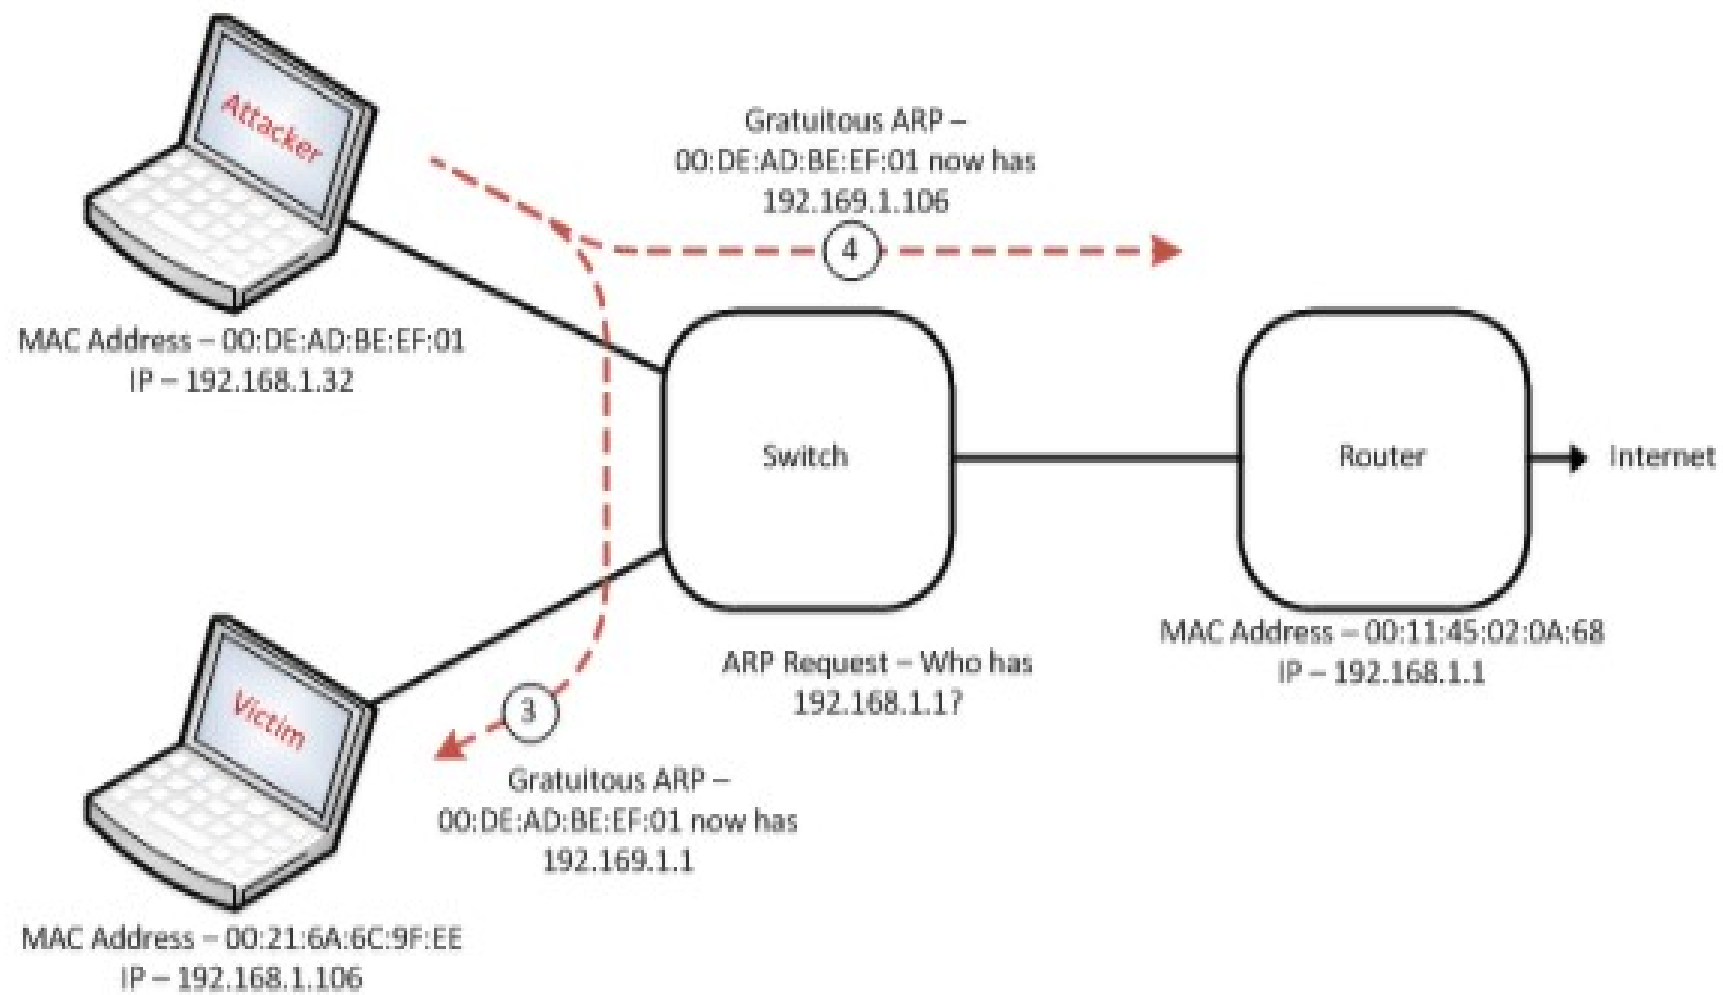 Attacker
MAC Address – 00:DE:AD:BE:EF:01
IP – 192.168.1.32
Gratuitous ARP –
00:DE:AD:BE:EF:01 now has
192.169.1.106
4
Switch
Router
Internet
MAC Address – 00:11:45:02:0A:68
IP – 192.168.1.1
ARP Request – Who has
192.168.1.1?
Victim
3
Gratuitous ARP –
00:DE:AD:BE:EF:01 now has
192.169.1.1
MAC Address – 00:21:6A:6C:9F:EE
IP – 192.168.1.106